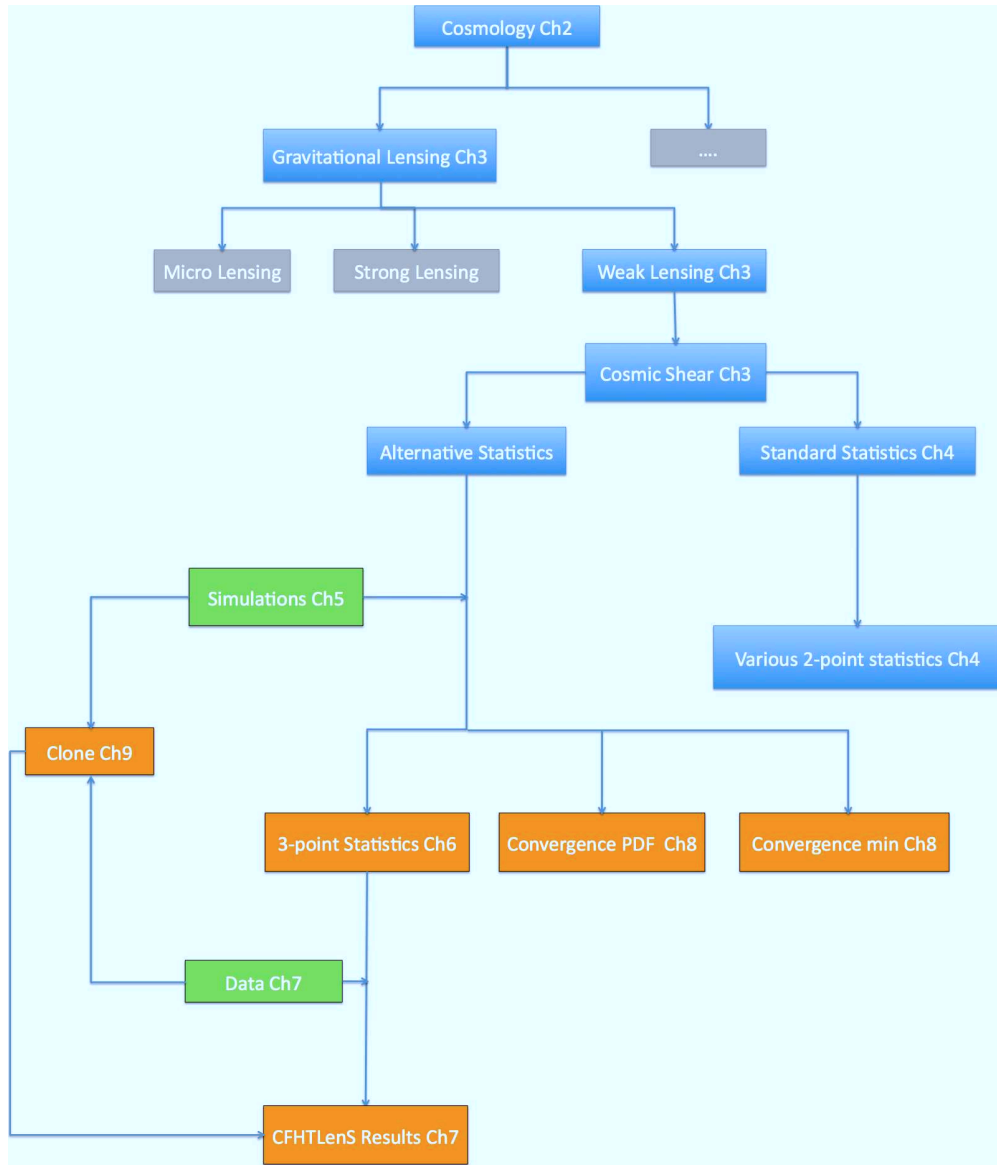 Cosmology Ch2
Gravitational Lensing Ch3
....
Micro Lensing
Strong Lensing
Weak Lensing Ch3
Cosmic Shear Ch3
Alternative Statistics
Standard Statistics Ch4
Simulations Ch5
Various 2-point statistics Ch4
Clone Ch9
3-point Statistics Ch6
Convergence PDF Ch8
Convergence min Ch8
Data Ch7
CFHTLenS Results Ch7